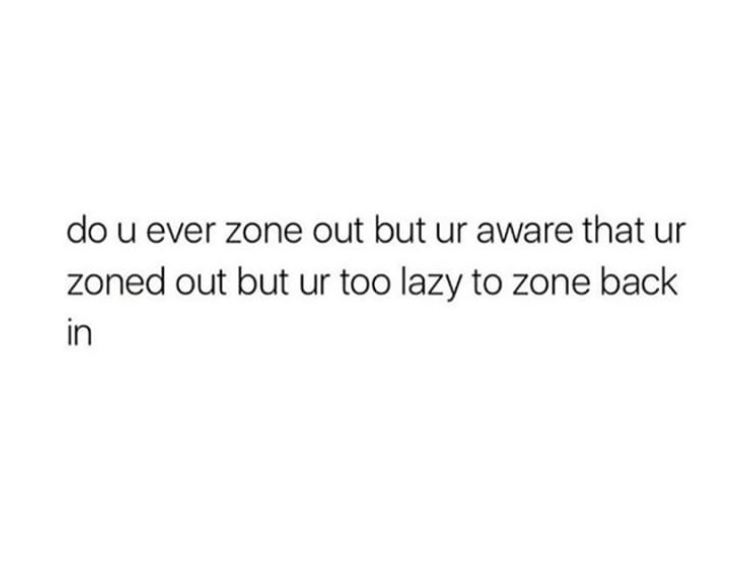 do u ever zone out but ur aware that ur
zoned out but ur too lazy to zone back
in